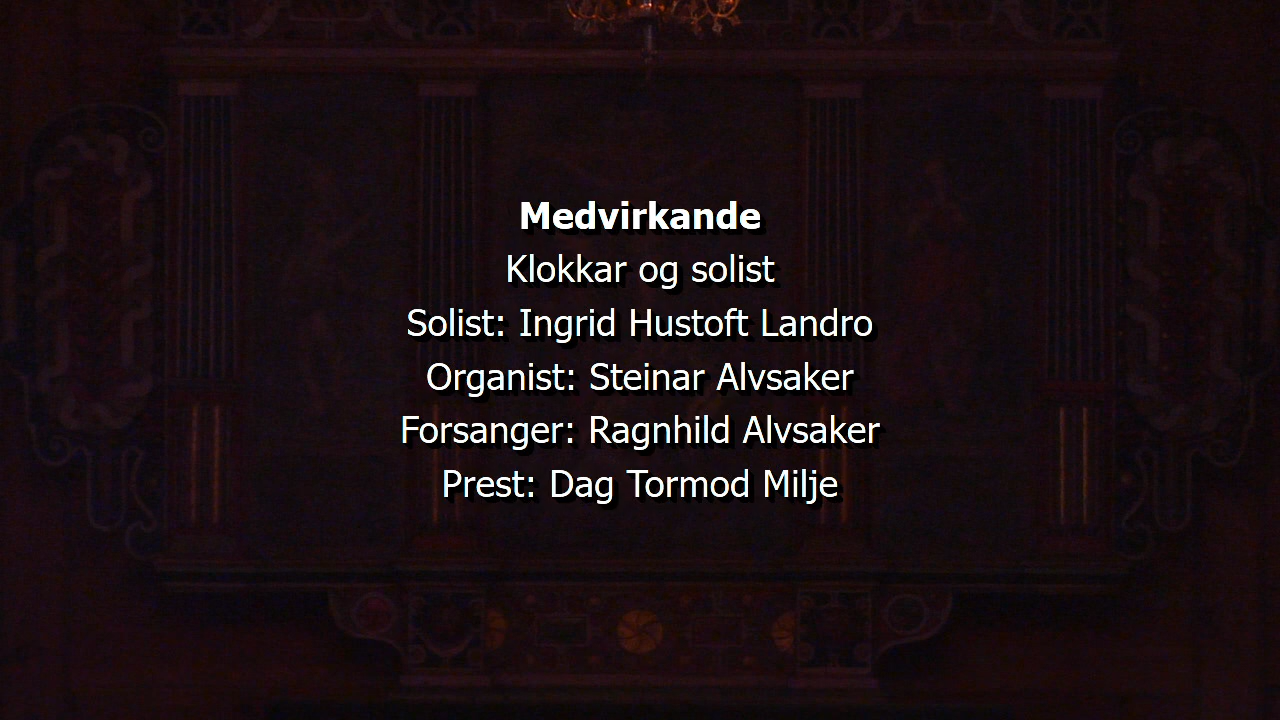 Medvirkande
Klokkar og solist
Solist: Ingrid Hustoft Landro
Organist: Steinar Alvsaker
Forsanger: Ragnhild Alvsaker
Prest: Dag Tormod Milje